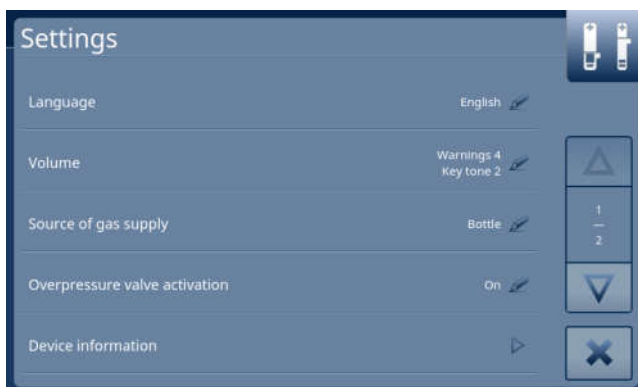 Settings
Language
English
Volume
Warnings 4
Key tone 2
Source of gas supply
Bottle
Overpressure valve activation
On
Device information
1
2